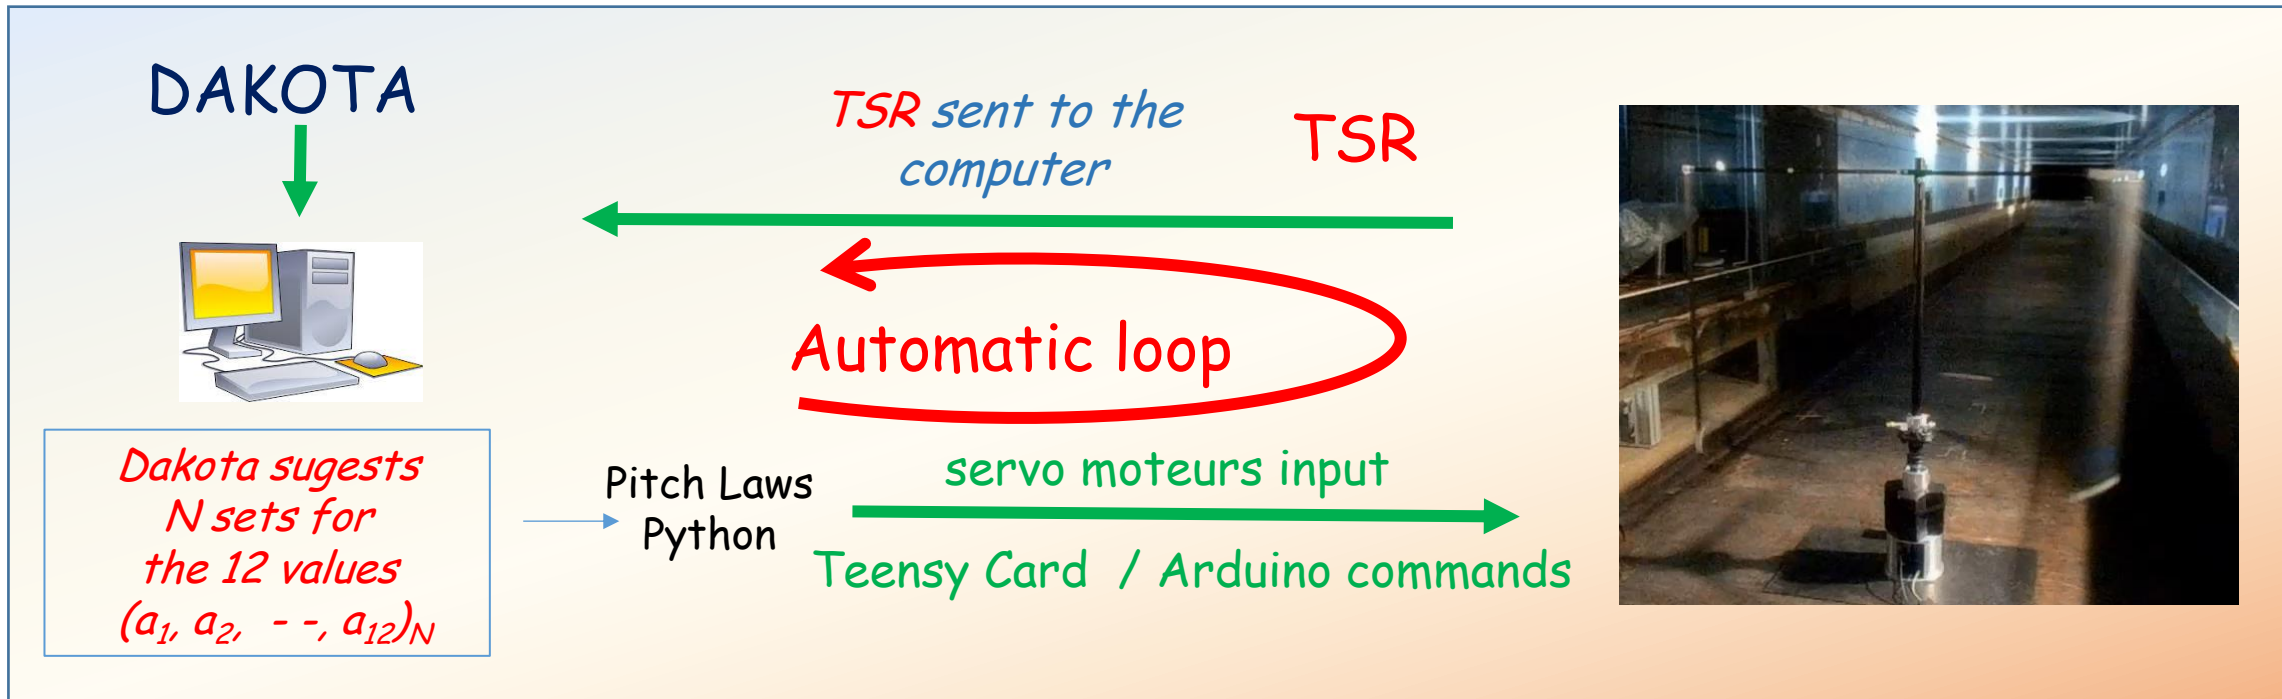 DAKOTA
TSR sent to the
computer
TSR
Automatic loop
Dakota sugests
N sets for
the 12 values
(a1, a2, - -, a12)N
Pitch Laws
Python
servo moteurs input
Teensy Card / Arduino commands